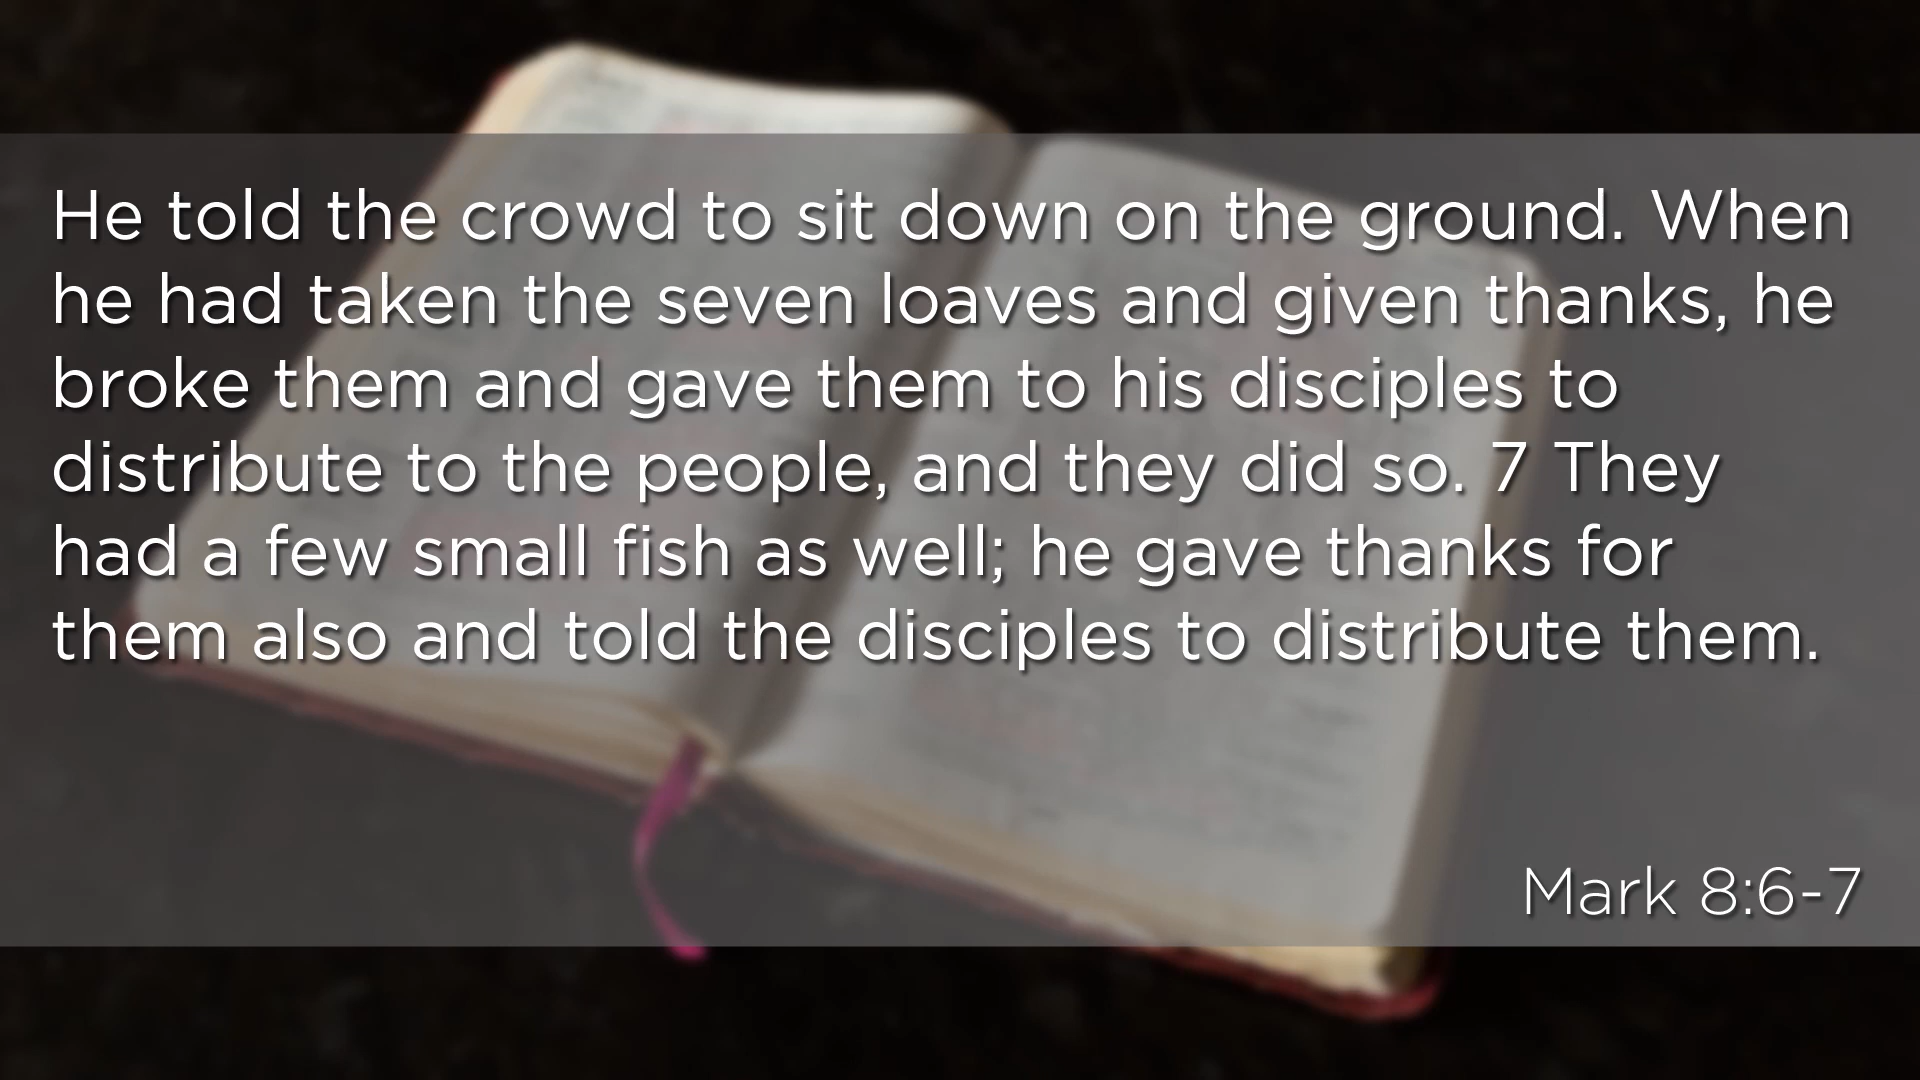 He told the crowd to sit down on the ground. When
he had taken the seven loaves and given thanks, he
broke them and gave them to his disciples to
distribute to the people, and they did so. 7 They
had a few small fish as well; he gave thanks for
them also and told the disciples to distribute them.
Mark 8:6-7